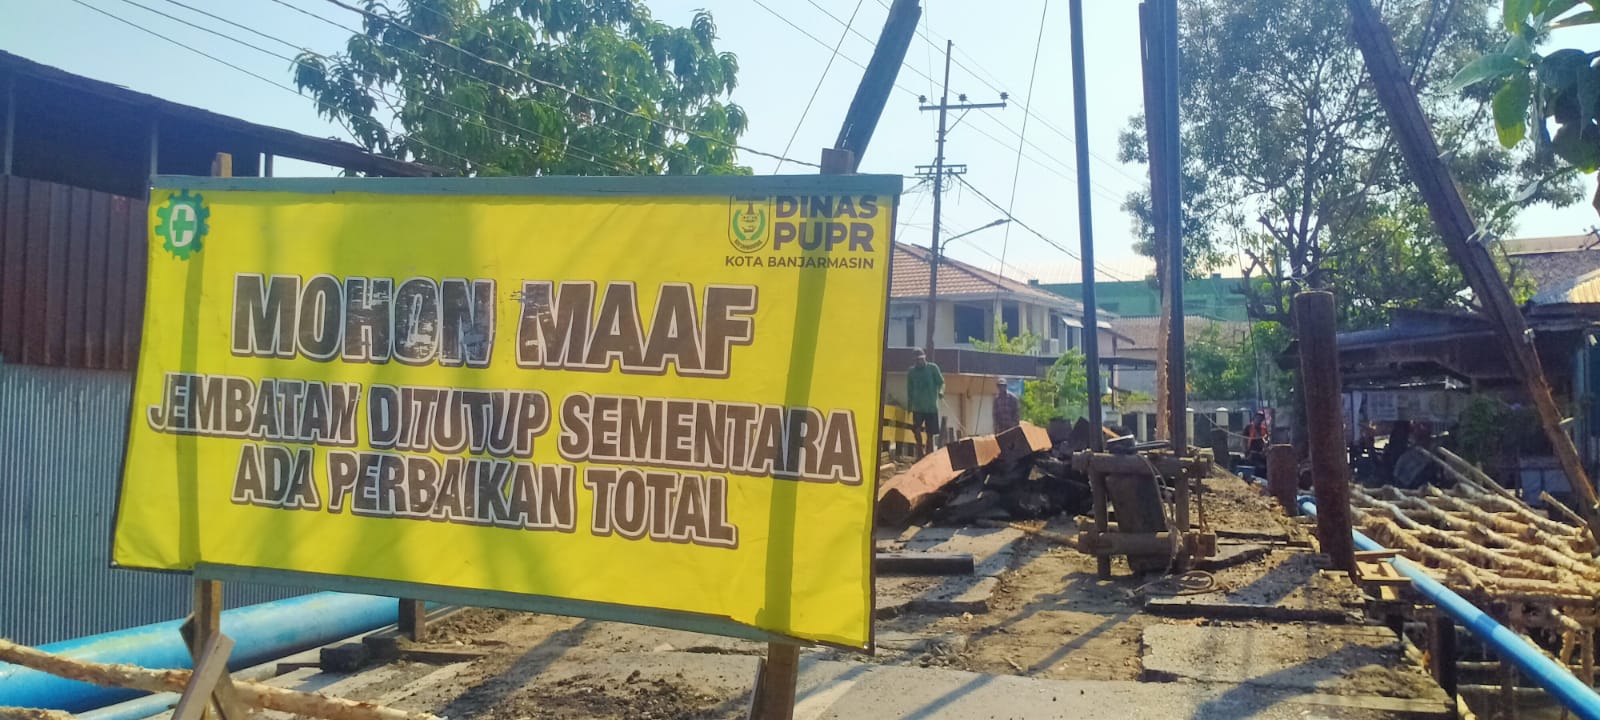 DINAS
PUPR
KOTA BANJARMASIN
MOHON MAAF
JEMBATAN DITUTUP SEMENTARA
ADA PERBAIKAN TOTAL